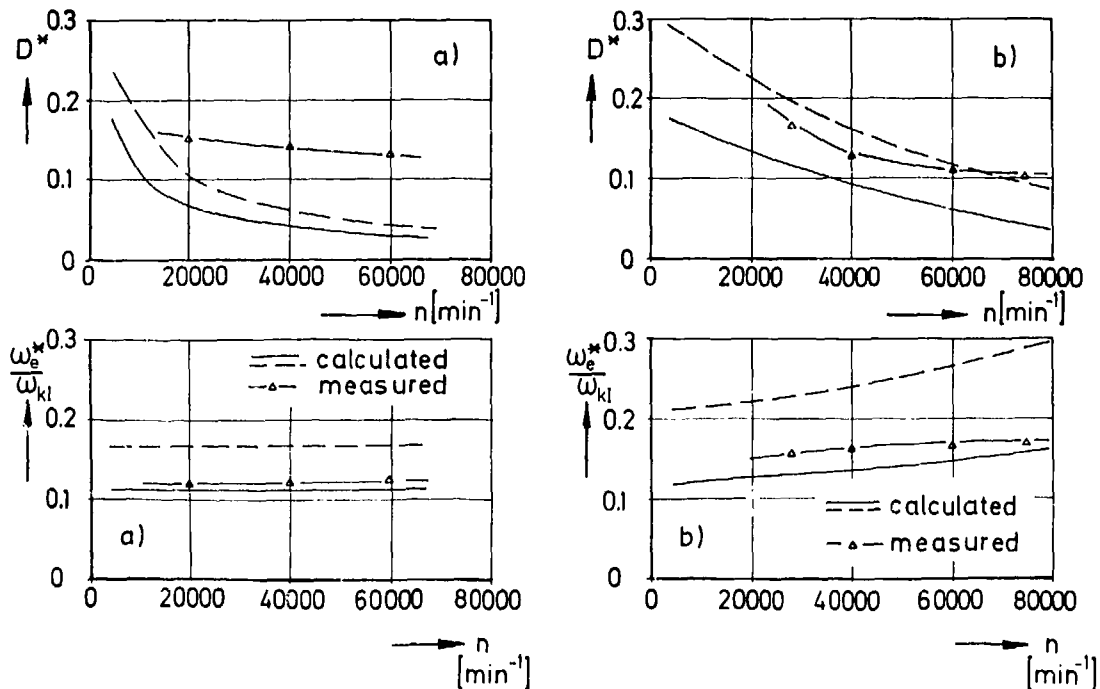 0.3
D*
0.2
0.1
0
a)
0 20000 40000 60000 80000
n[min⁻¹]
0.3
D*
0.2
0.1
0
b)
0 20000 40000 60000 80000
n[min⁻¹]
0.3
ωe*
ωkl
0.2
0.1
0
calculated
measured
a)
0 20000 40000 60000 80000
n
[min⁻¹]
0.3
ωe*
ωkl
0.2
0.1
0
calculated
b)
measured
0 20000 40000 60000 80000
n
[min⁻¹]